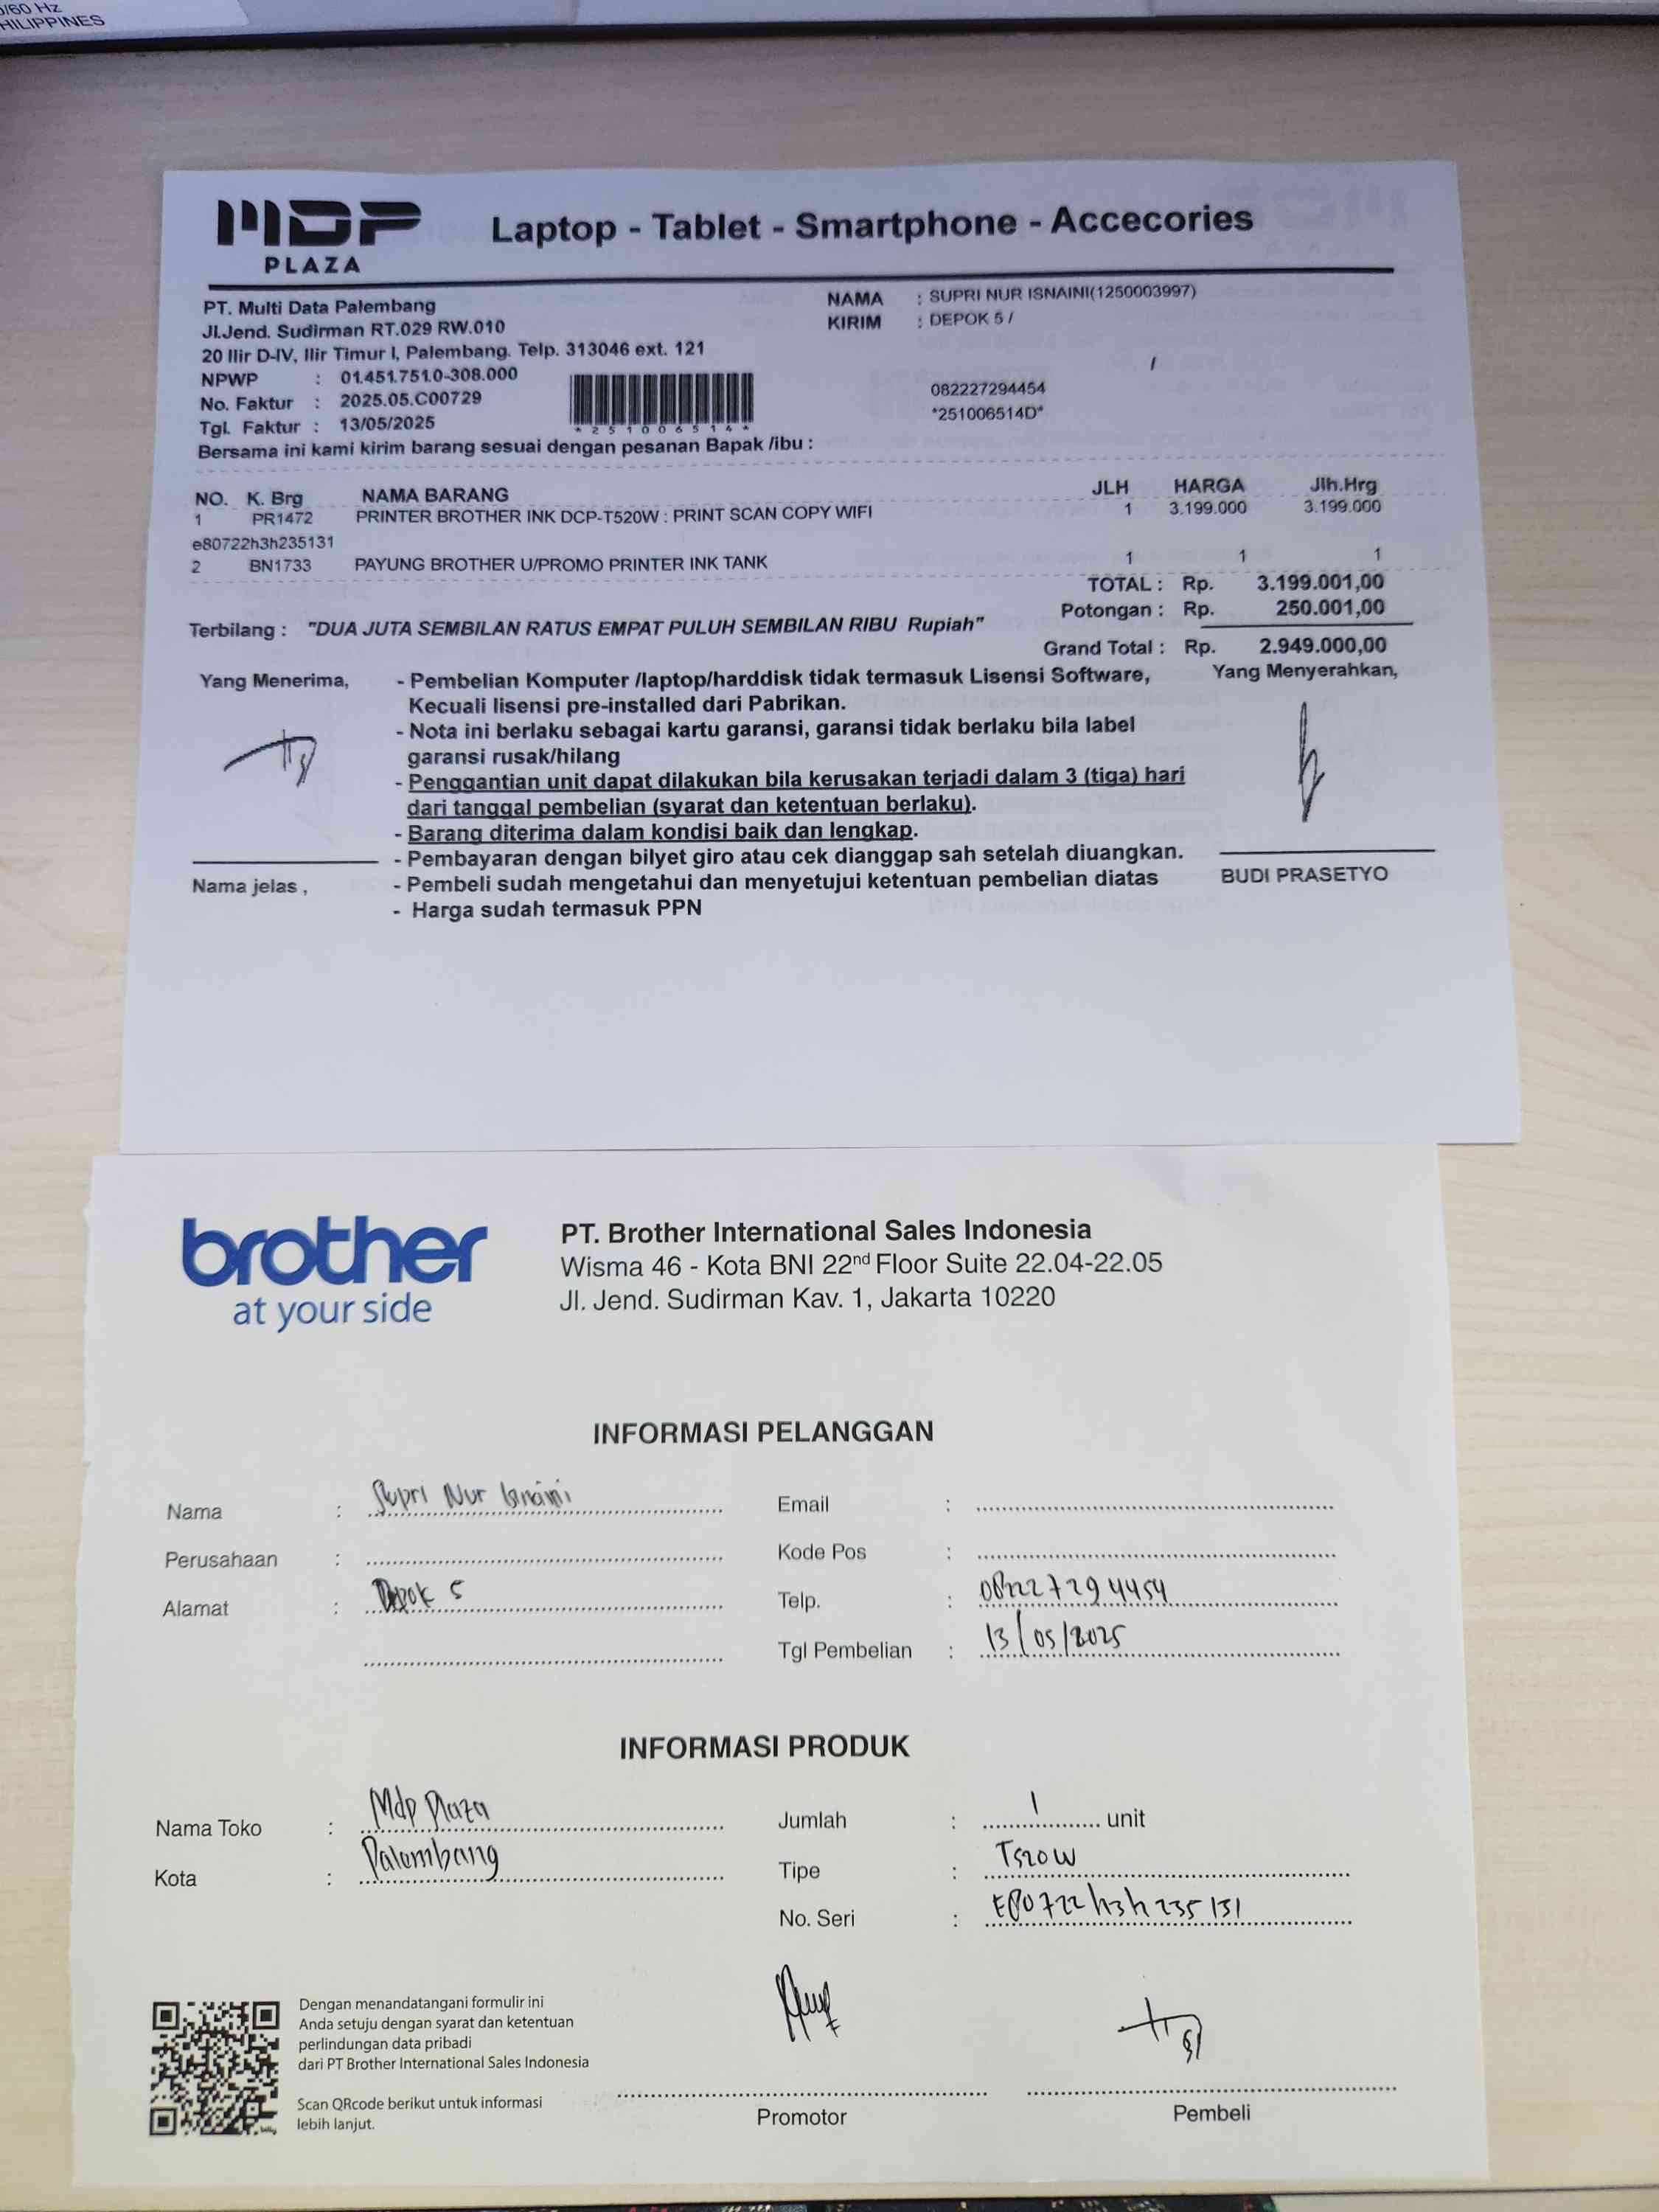 /60 Hz
HILIPPINES
MDP
PLAZA
Laptop - Tablet - Smartphone - Accecories
PT. Multi Data Palembang
Jl.Jend. Sudirman RT.029 RW.010
20 Ilir D-IV, Ilir Timur I, Palembang. Telp. 313046 ext. 121
NPWP : 01.451.751.0-308.000
No. Faktur : 2025.05.C00729
Tgl. Faktur : 13/05/2025
*251006514*
NAMA : SUPRI NUR ISNAINI(1250003997)
KIRIM : DEPOK 5 /
/
082227294454
*251006514D*
Bersama ini kami kirim barang sesuai dengan pesanan Bapak /ibu :
NO. K. Brg NAMA BARANG JLH HARGA Jlh.Hrg
1 PR1472 PRINTER BROTHER INK DCP-T520W : PRINT SCAN COPY WIFI 1 3.199.000 3.199.000
e80722h3h235131
2 BN1733 PAYUNG BROTHER U/PROMO PRINTER INK TANK 1 1 1
TOTAL : Rp. 3.199.001,00
Potongan : Rp. 250.001,00
Terbilang : "DUA JUTA SEMBILAN RATUS EMPAT PULUH SEMBILAN RIBU Rupiah"
Grand Total : Rp. 2.949.000,00
Yang Menerima,
- Pembelian Komputer /laptop/harddisk tidak termasuk Lisensi Software,
Kecuali lisensi pre-installed dari Pabrikan.
- Nota ini berlaku sebagai kartu garansi, garansi tidak berlaku bila label
garansi rusak/hilang
- Penggantian unit dapat dilakukan bila kerusakan terjadi dalam 3 (tiga) hari
dari tanggal pembelian (syarat dan ketentuan berlaku).
- Barang diterima dalam kondisi baik dan lengkap.
- Pembayaran dengan bilyet giro atau cek dianggap sah setelah diuangkan.
- Pembeli sudah mengetahui dan menyetujui ketentuan pembelian diatas
- Harga sudah termasuk PPN
Nama jelas ,
Yang Menyerahkan,
BUDI PRASETYO
brother
at your side
PT. Brother International Sales Indonesia
Wisma 46 - Kota BNI 22nd Floor Suite 22.04-22.05
Jl. Jend. Sudirman Kav. 1, Jakarta 10220
INFORMASI PELANGGAN
Nama : Supri Nur Isnaini
Perusahaan :
Alamat : Depok 5
Email :
Kode Pos :
Telp. : 082227294454
Tgl Pembelian : 13/05/2025
INFORMASI PRODUK
Nama Toko : Mdp Plaza
Kota : Palembang
Jumlah : 1 unit
Tipe : T520W
No. Seri : E80722h3h235131
Dengan menandatangani formulir ini
Anda setuju dengan syarat dan ketentuan
perlindungan data pribadi
dari PT Brother International Sales Indonesia
Scan QRcode berikut untuk informasi
lebih lanjut.
Promotor
Pembeli